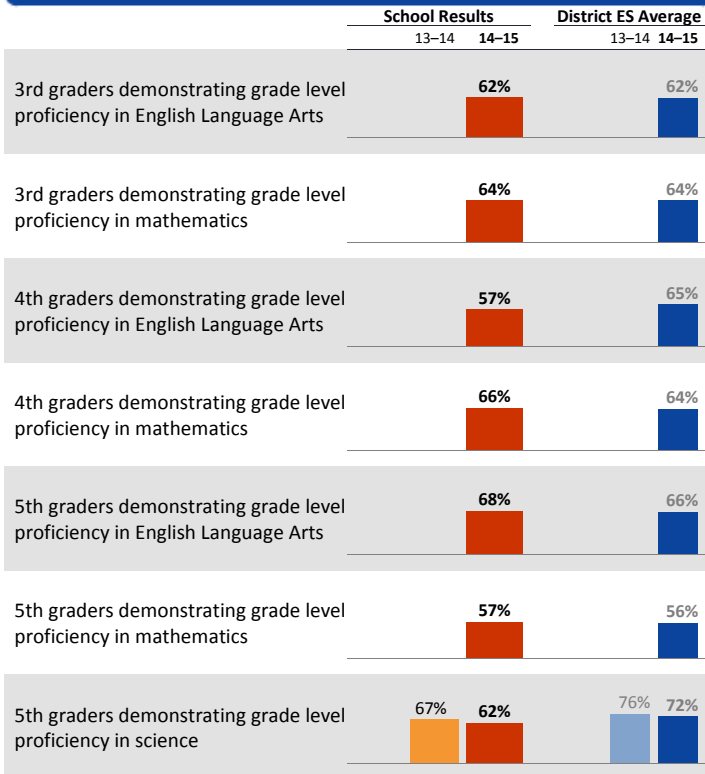 School Results District ES Average
13–14 14–15 13–14 14–15
62% 62%
3rd graders demonstrating grade level
proficiency in English Language Arts
64% 64%
3rd graders demonstrating grade level
proficiency in mathematics
57% 65%
4th graders demonstrating grade level
proficiency in English Language Arts
66% 64%
4th graders demonstrating grade level
proficiency in mathematics
68% 66%
5th graders demonstrating grade level
proficiency in English Language Arts
57% 56%
5th graders demonstrating grade level
proficiency in mathematics
67% 62% 76% 72%
5th graders demonstrating grade level
proficiency in science